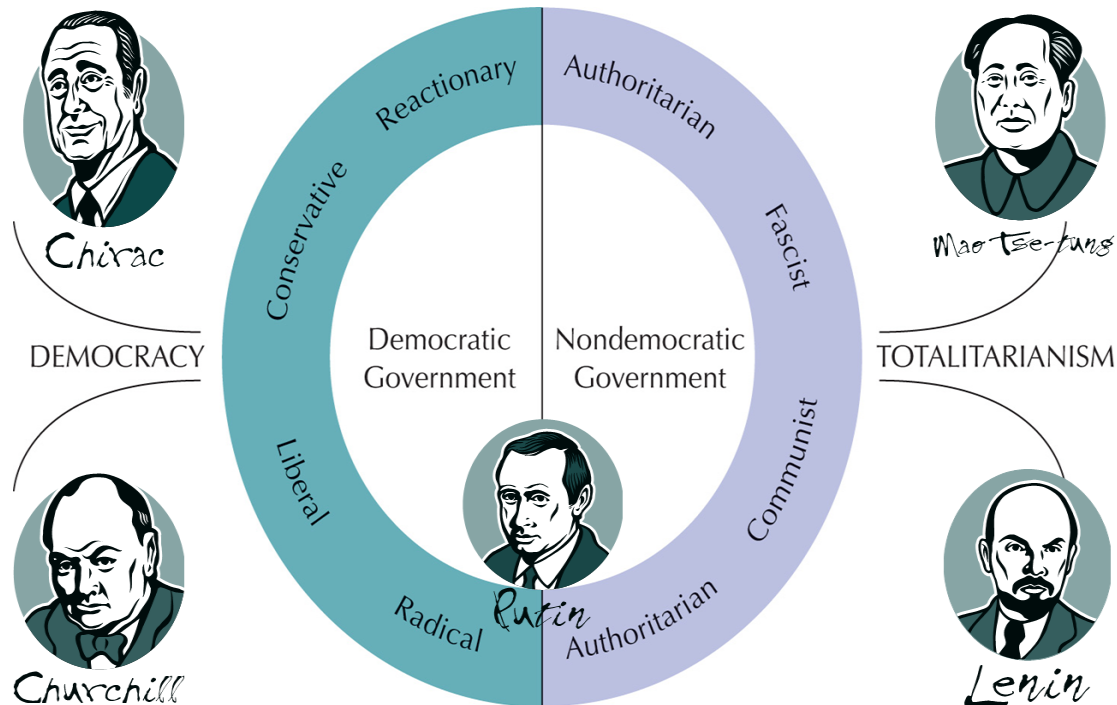 Reactionary
Authoritarian
Conservative
Fascist
Chirac
Mao Tse-tung
DEMOCRACY
Democratic
Government
Nondemocratic
Government
TOTALITARIANISM
Liberal
Communist
Radical
Putin
Authoritarian
Churchill
Lenin